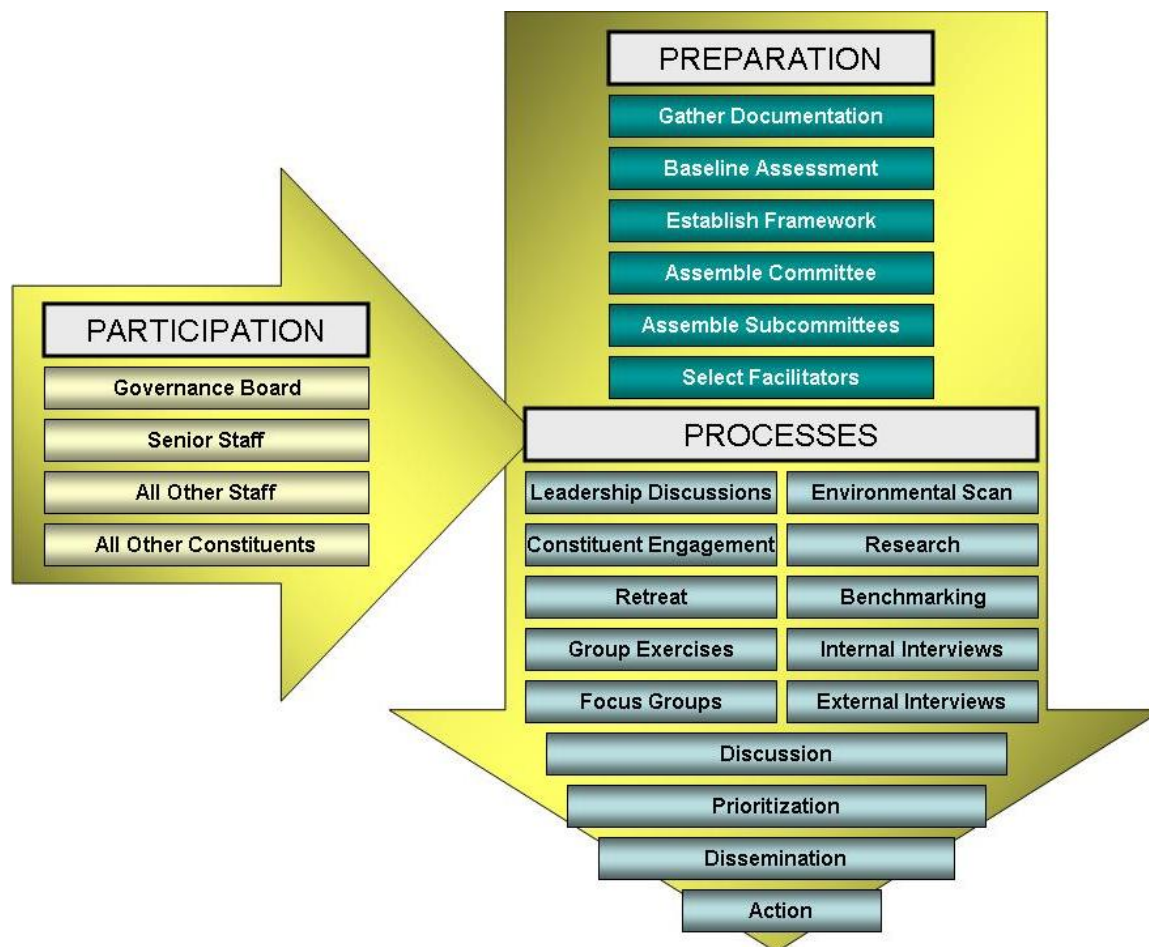 PREPARATION
Gather Documentation
Baseline Assessment
Establish Framework
Assemble Committee
Assemble Subcommittees
Select Facilitators
PARTICIPATION
Governance Board
Senior Staff
All Other Staff
All Other Constituents
PROCESSES
Leadership Discussions
Environmental Scan
Constituent Engagement
Research
Retreat
Benchmarking
Group Exercises
Internal Interviews
Focus Groups
External Interviews
Discussion
Prioritization
Dissemination
Action